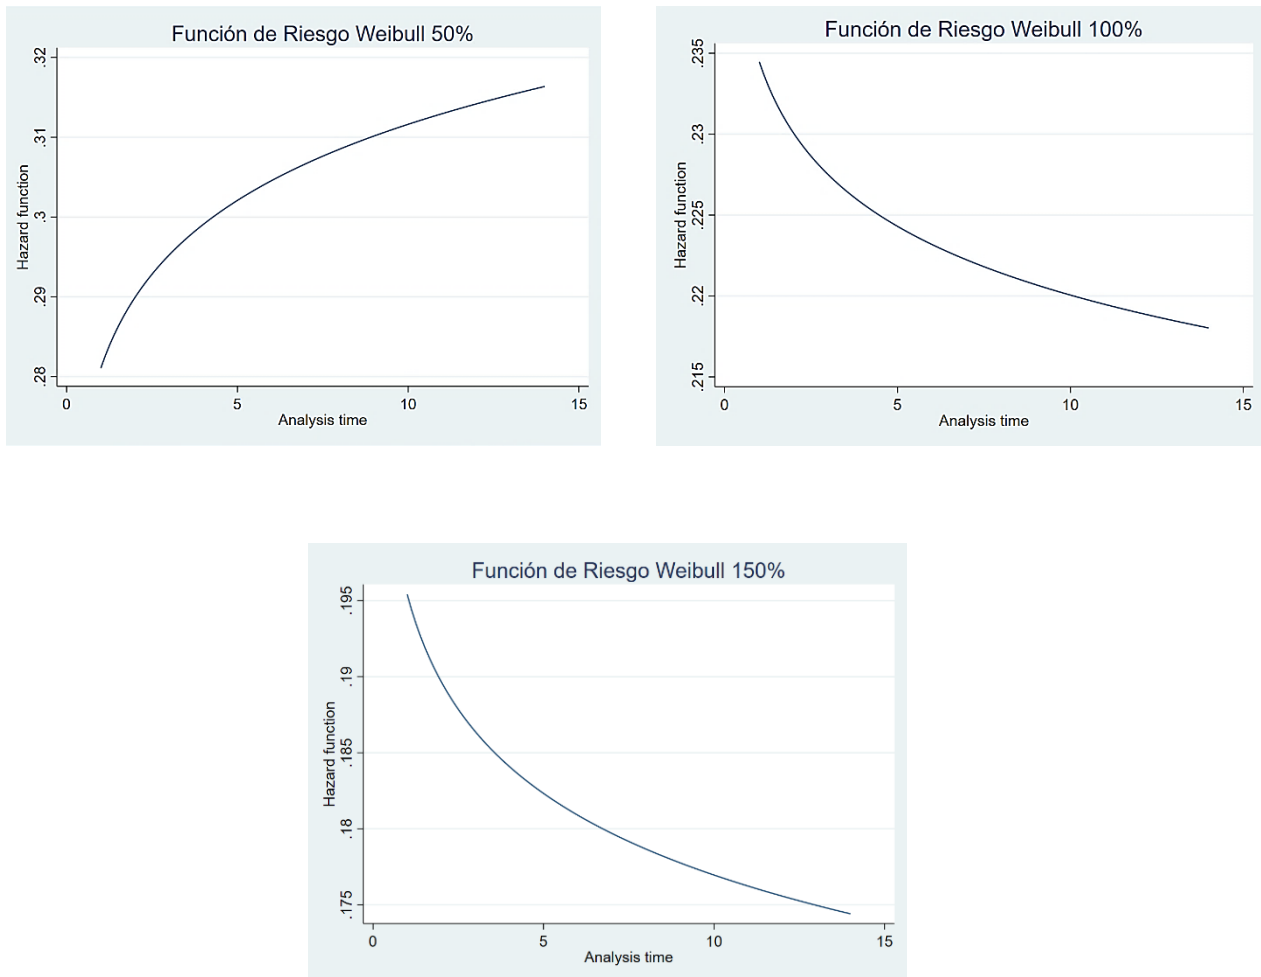 Función de Riesgo Weibull 50%
.32
.31
.3
.29
.28
Hazard function
0 5 10 15
Analysis time
Función de Riesgo Weibull 100%
.235
.23
.225
.22
.215
Hazard function
0 5 10 15
Analysis time
Función de Riesgo Weibull 150%
.195
.19
.185
.18
.175
Hazard function
0 5 10 15
Analysis time